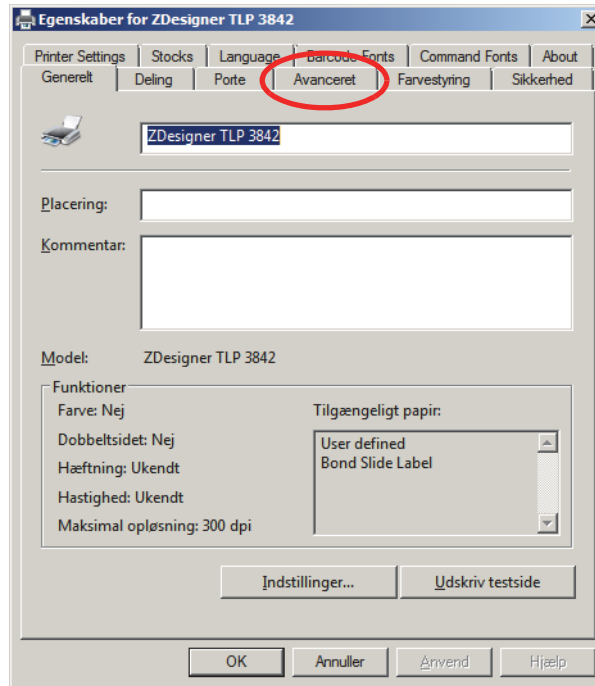 Egenskaber for ZDesigner TLP 3842
Printer Settings Stocks Language Barcode Fonts Command Fonts About
Generelt Deling Porte Avanceret Farvestyring Sikkerhed
ZDesigner TLP 3842
Placering:
Kommentar:
Model: ZDesigner TLP 3842
Funktioner
Farve: Nej
Dobbeltsidet: Nej
Hæftning: Ukendt
Hastighed: Ukendt
Maksimal opløsning: 300 dpi
Tilgængeligt papir:
User defined
Bond Slide Label
Indstillinger... Udskriv testside
OK Annuller Anvend Hjælp